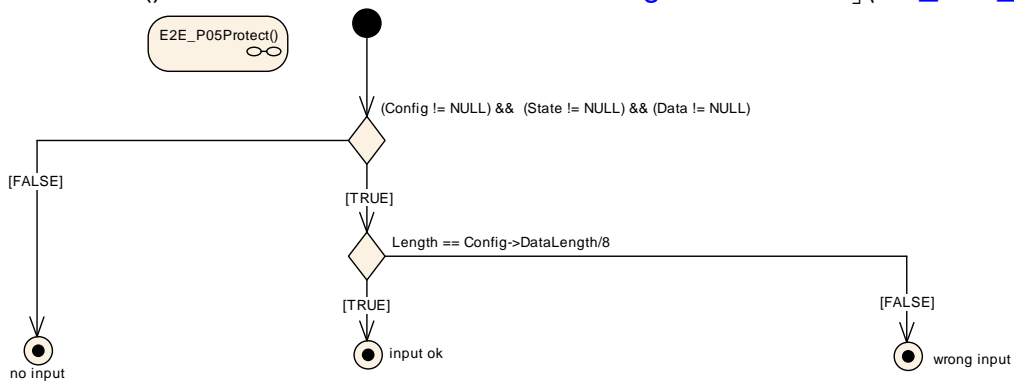 E2E_P05Protect()
(Config != NULL) && (State != NULL) && (Data != NULL)
[FALSE]
[TRUE]
Length == Config->DataLength/8
[TRUE]
[FALSE]
input ok
wrong input
no input